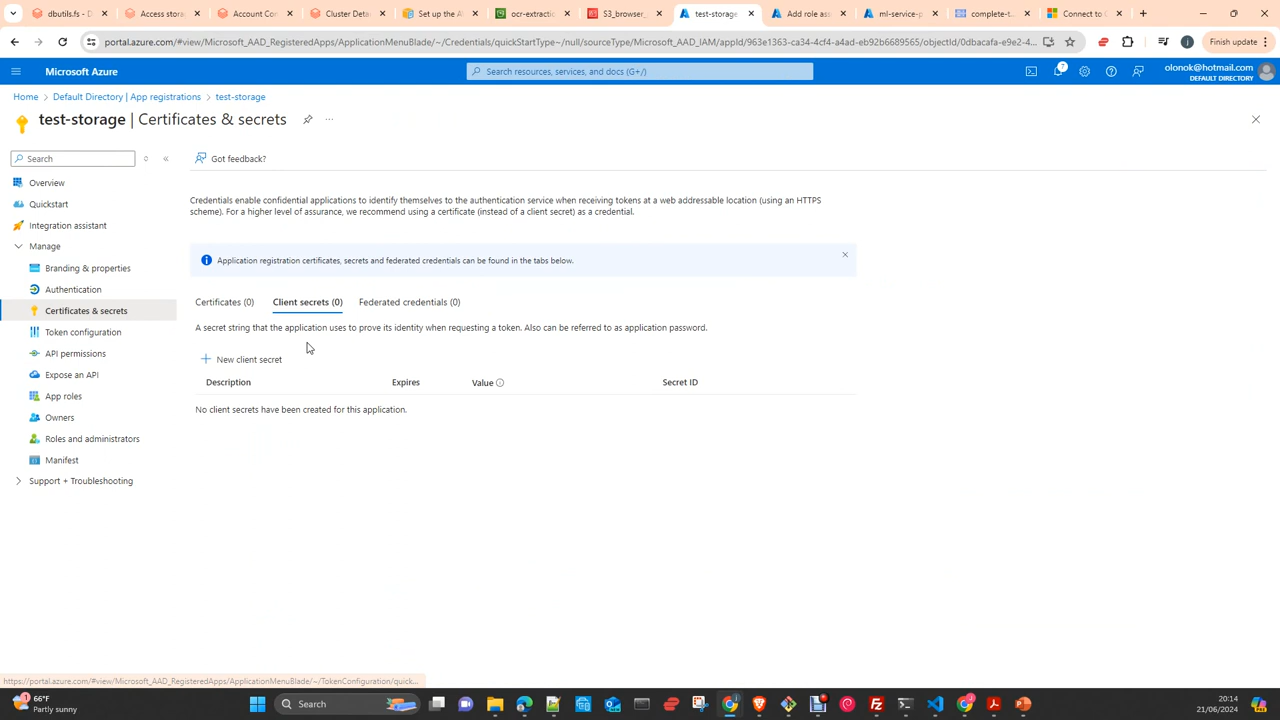 dbutils.fs - D
Access stora
Account Con
Cluster Deta
Set up the A
ocr-extractio
S3_browser_
test-storage
Add role ass
ml-service-p
complete-t
Connect to
portal.azure.com/#view/Microsoft_AAD_RegisteredApps/ApplicationMenuBlade/~/Credentials/quickStartType~/null/sourceType/Microsoft_AAD_IAM/appId/963e1363-ca34-4cf4-a4ad-eb92b6689565/objectId/0dbacafa-e9e2-4...
Finish update
Microsoft Azure
Search resources, services, and docs (G+/)
7
olonok@hotmail.com
DEFAULT DIRECTORY
Home > Default Directory | App registrations > test-storage
test-storage | Certificates & secrets
Search
Got feedback?
Overview
Quickstart
Integration assistant
Manage
Branding & properties
Authentication
Certificates & secrets
Token configuration
API permissions
Expose an API
App roles
Owners
Roles and administrators
Manifest
Support + Troubleshooting
Credentials enable confidential applications to identify themselves to the authentication service when receiving tokens at a web addressable location (using an HTTPS
scheme). For a higher level of assurance, we recommend using a certificate (instead of a client secret) as a credential.
Application registration certificates, secrets and federated credentials can be found in the tabs below.
Certificates (0) Client secrets (0) Federated credentials (0)
A secret string that the application uses to prove its identity when requesting a token. Also can be referred to as application password.
New client secret
Description Expires Value Secret ID
No client secrets have been created for this application.
https://portal.azure.com/#view/Microsoft_AAD_RegisteredApps/ApplicationMenuBlade/~/TokenConfiguration/quick...
1
66°F
Partly sunny
Search
20:14
21/06/2024